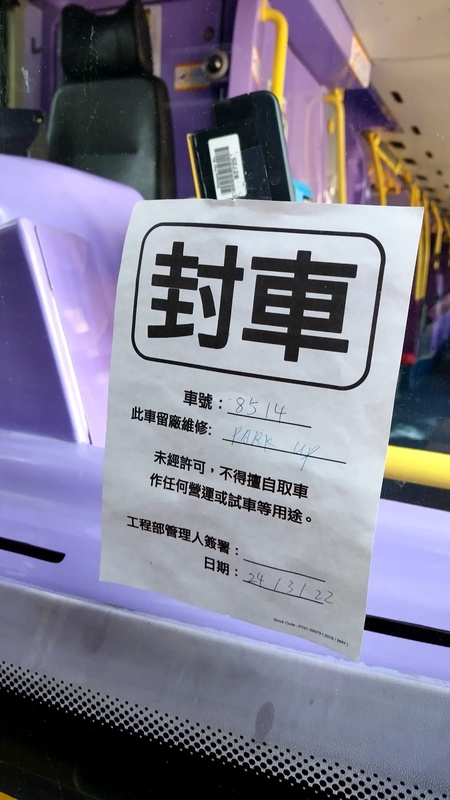 封車
車號：8514
此車留廠維修: PARK UP
未經許可，不得擅自取車
作任何營運或試車等用途。
工程部管理人簽署：
日期：24/3/22